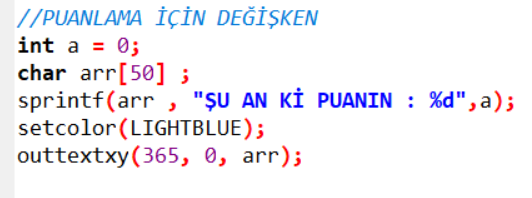 //PUANLAMA İÇİN DEĞİŞKEN
int a = 0;
char arr[50] ;
sprintf(arr , "ŞU AN Kİ PUANIN : %d",a);
setcolor(LIGHTBLUE);
outtextxy(365, 0, arr);